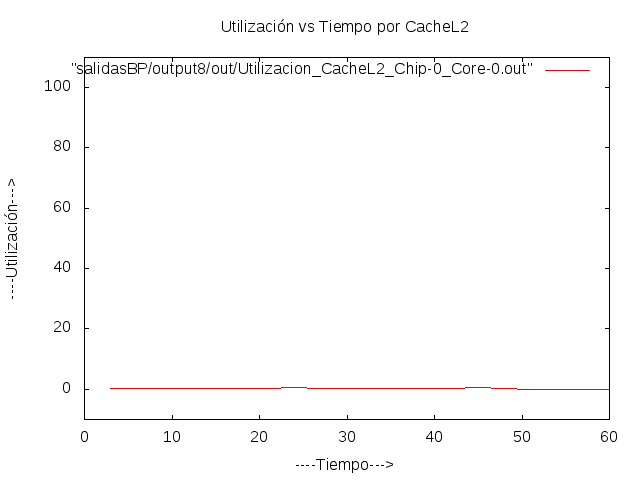 Utilización vs Tiempo por CacheL2
"salidasBP/output8/out/Utilizacion_CacheL2_Chip-0_Core-0.out"
100
80
60
40
20
0
----Utilización--->
0 10 20 30 40 50 60
----Tiempo--->